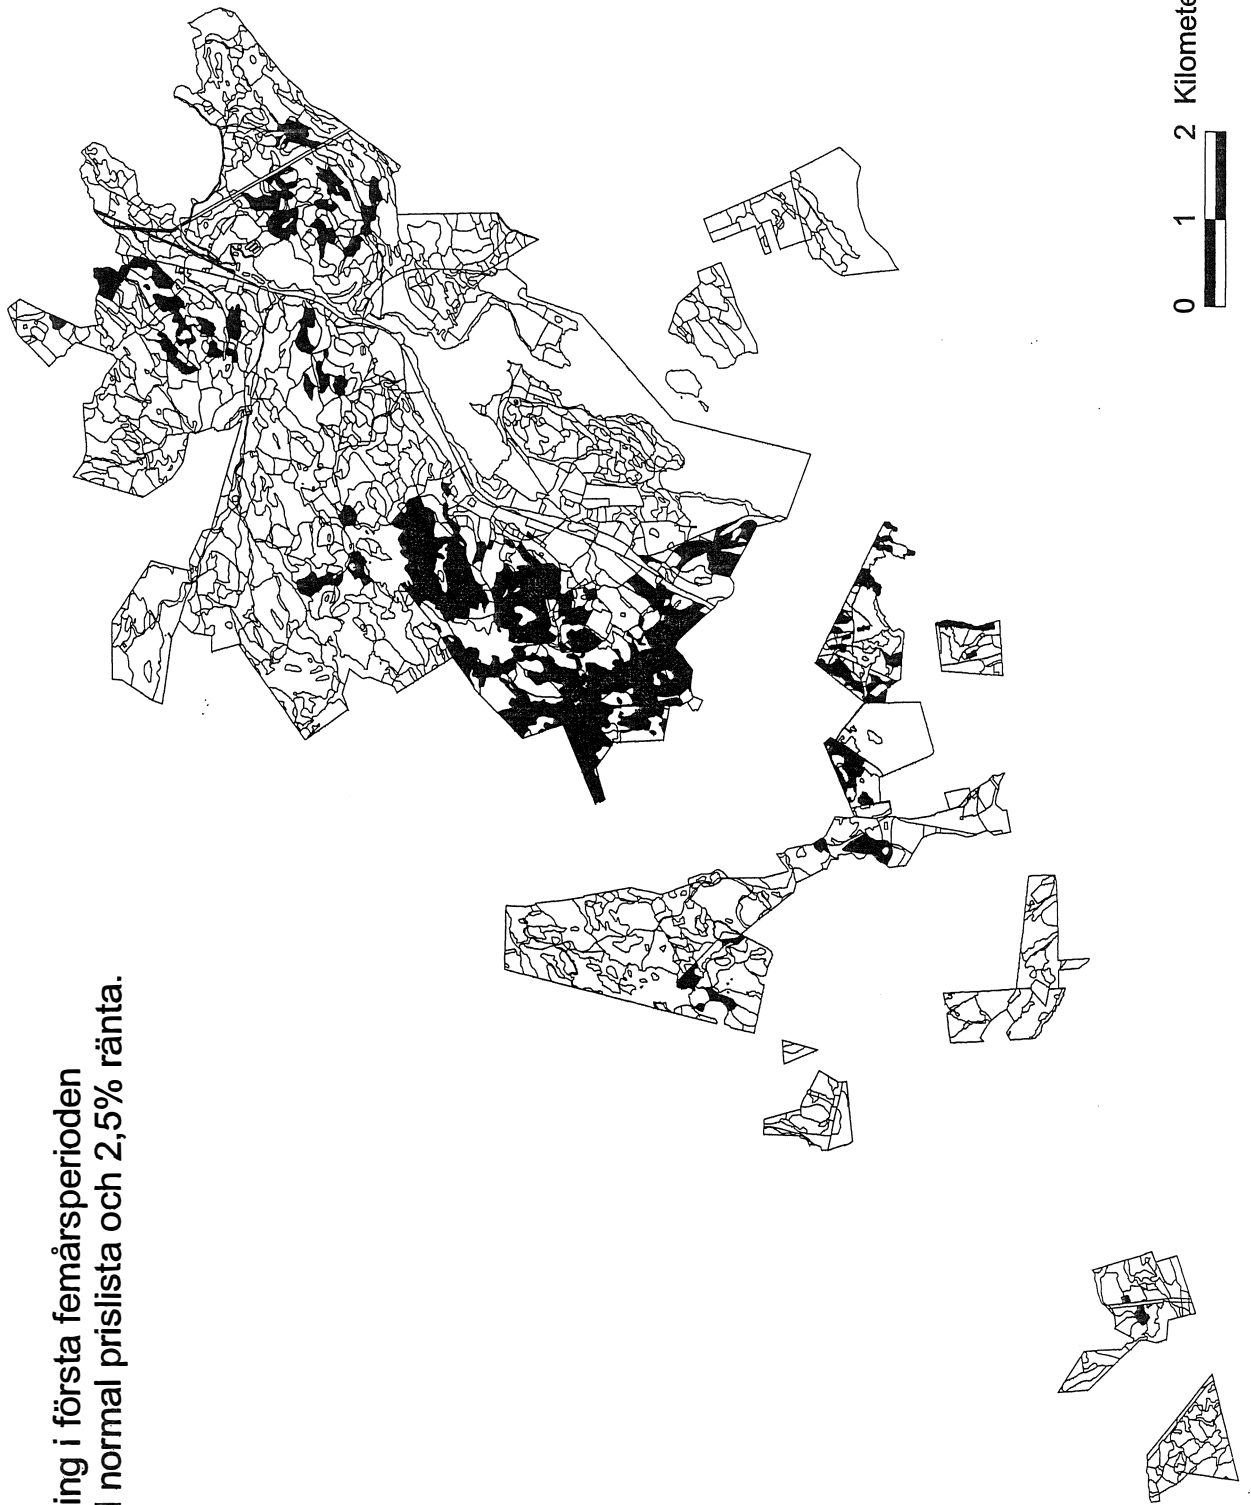 ing i första femårsperioden
l normal prislista och 2,5% ränta.
0 1 2 Kilomete